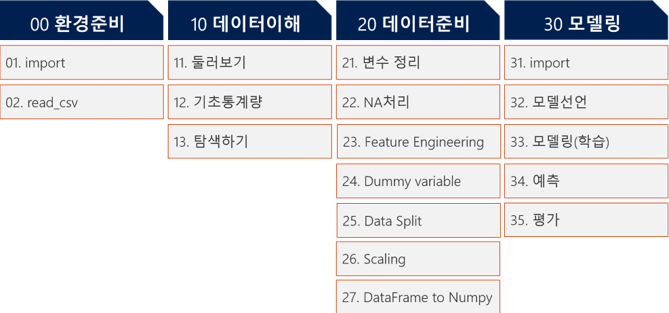 00 환경준비
01. import
02. read_csv
10 데이터이해
11. 둘러보기
12. 기초통계량
13. 탐색하기
20 데이터준비
21. 변수 정리
22. NA처리
23. Feature Engineering
24. Dummy variable
25. Data Split
26. Scaling
27. DataFrame to Numpy
30 모델링
31. import
32. 모델선언
33. 모델링(학습)
34. 예측
35. 평가